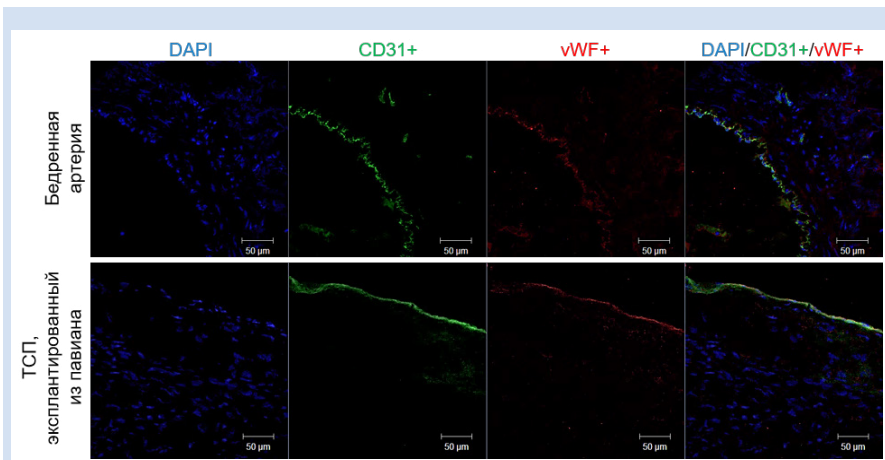 DAPI
CD31+
vWF+
DAPI/CD31+/vWF+
Бедренная
артерия
50 µm
50 µm
50 µm
50 µm
ТСП,
эксплантированный
из павиана
50 µm
50 µm
50 µm
50 µm